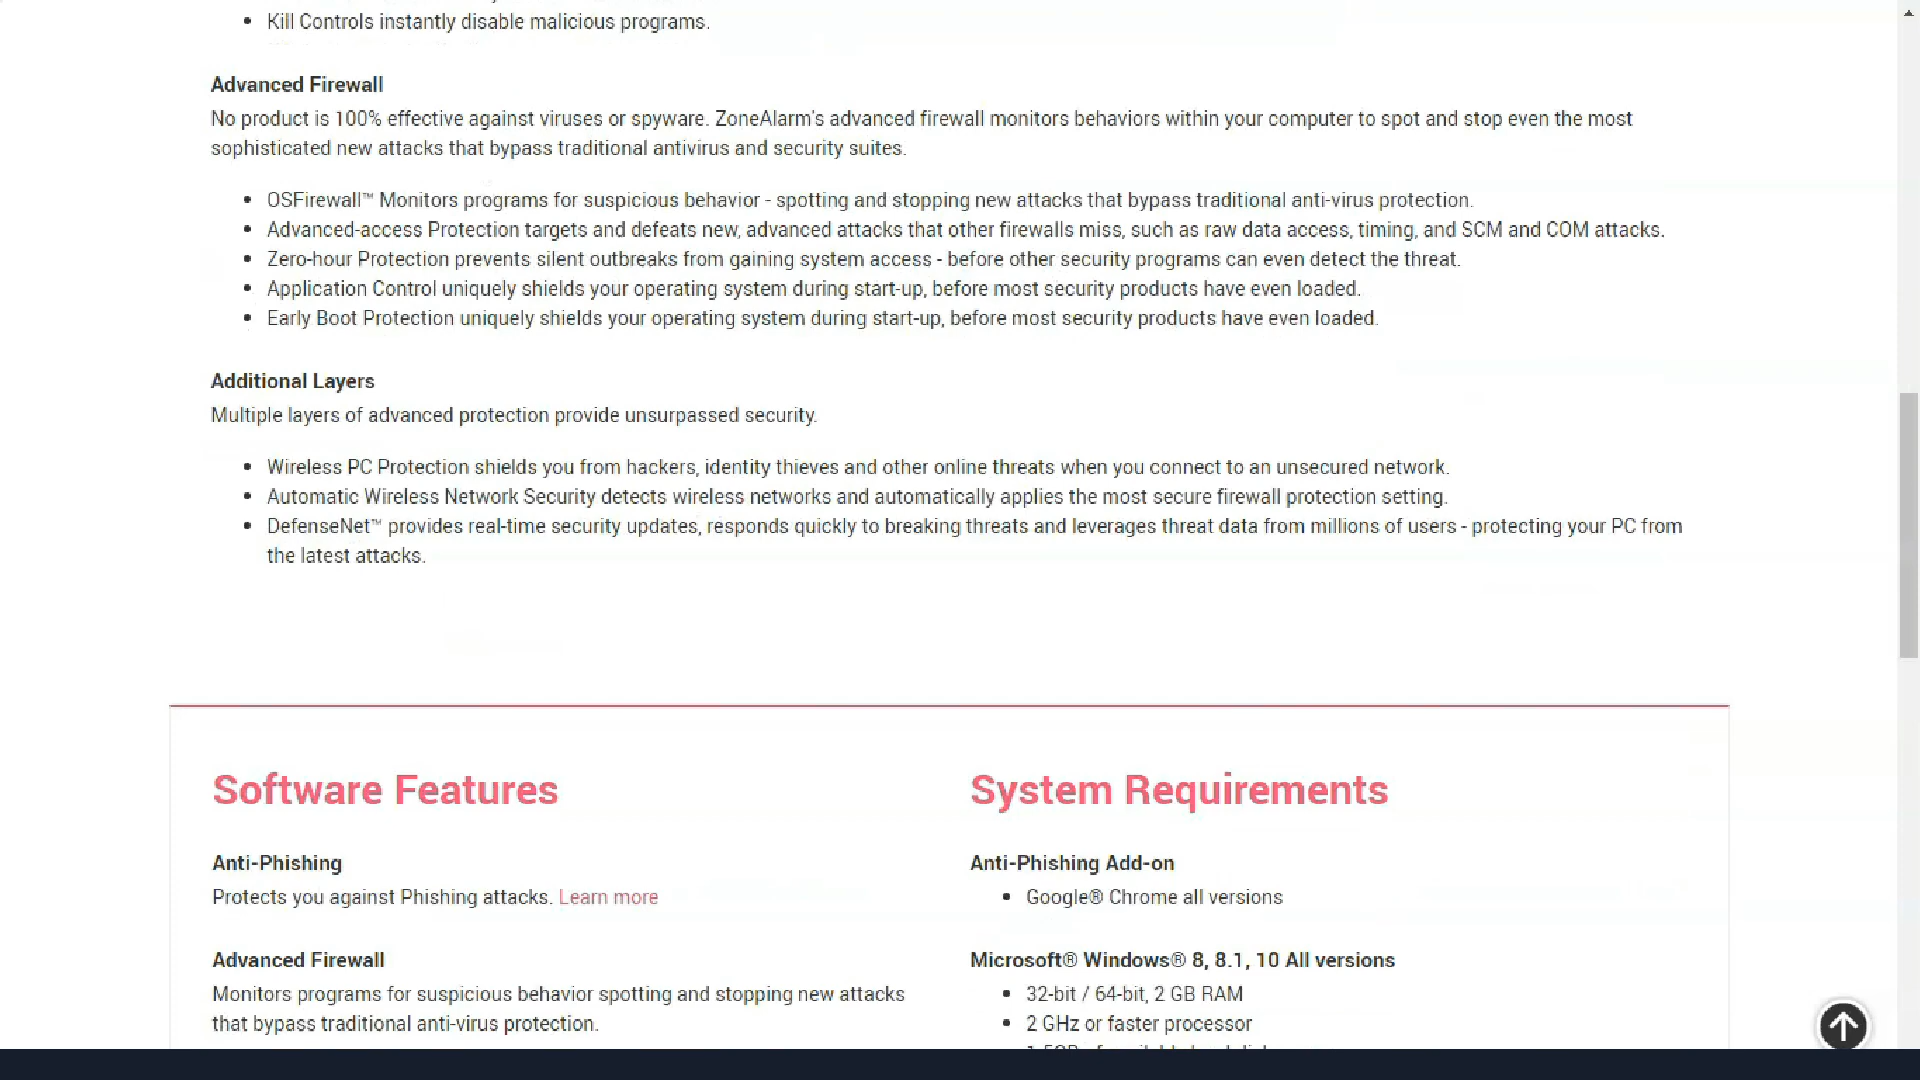 Kill Controls instantly disable malicious programs.
Advanced Firewall
No product is 100% effective against viruses or spyware. ZoneAlarm's advanced firewall monitors behaviors within your computer to spot and stop even the most
sophisticated new attacks that bypass traditional antivirus and security suites.
OSFirewall™ Monitors programs for suspicious behavior - spotting and stopping new attacks that bypass traditional anti-virus protection.
Advanced-access Protection targets and defeats new, advanced attacks that other firewalls miss, such as raw data access, timing, and SCM and COM attacks.
Zero-hour Protection prevents silent outbreaks from gaining system access - before other security programs can even detect the threat.
Application Control uniquely shields your operating system during start-up, before most security products have even loaded.
Early Boot Protection uniquely shields your operating system during start-up, before most security products have even loaded.
Additional Layers
Multiple layers of advanced protection provide unsurpassed security.
Wireless PC Protection shields you from hackers, identity thieves and other online threats when you connect to an unsecured network.
Automatic Wireless Network Security detects wireless networks and automatically applies the most secure firewall protection setting.
DefenseNet™ provides real-time security updates, responds quickly to breaking threats and leverages threat data from millions of users - protecting your PC from
the latest attacks.
Software Features
Anti-Phishing
Protects you against Phishing attacks. Learn more
Advanced Firewall
Monitors programs for suspicious behavior spotting and stopping new attacks
that bypass traditional anti-virus protection.
System Requirements
Anti-Phishing Add-on
Google® Chrome all versions
Microsoft® Windows® 8, 8.1, 10 All versions
32-bit / 64-bit, 2 GB RAM
2 GHz or faster processor